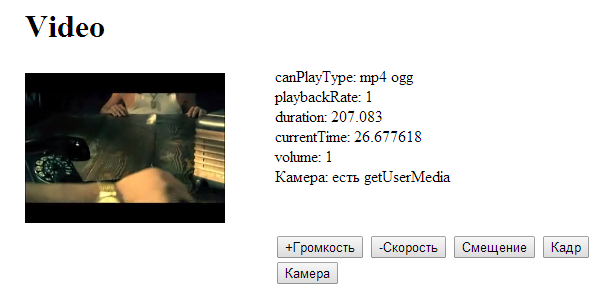 Video
canPlayType: mp4 ogg
playbackRate: 1
duration: 207.083
currentTime: 26.677618
volume: 1
Камера: есть getUserMedia
+Громкость -Скорость Смещение Кадр
Камера